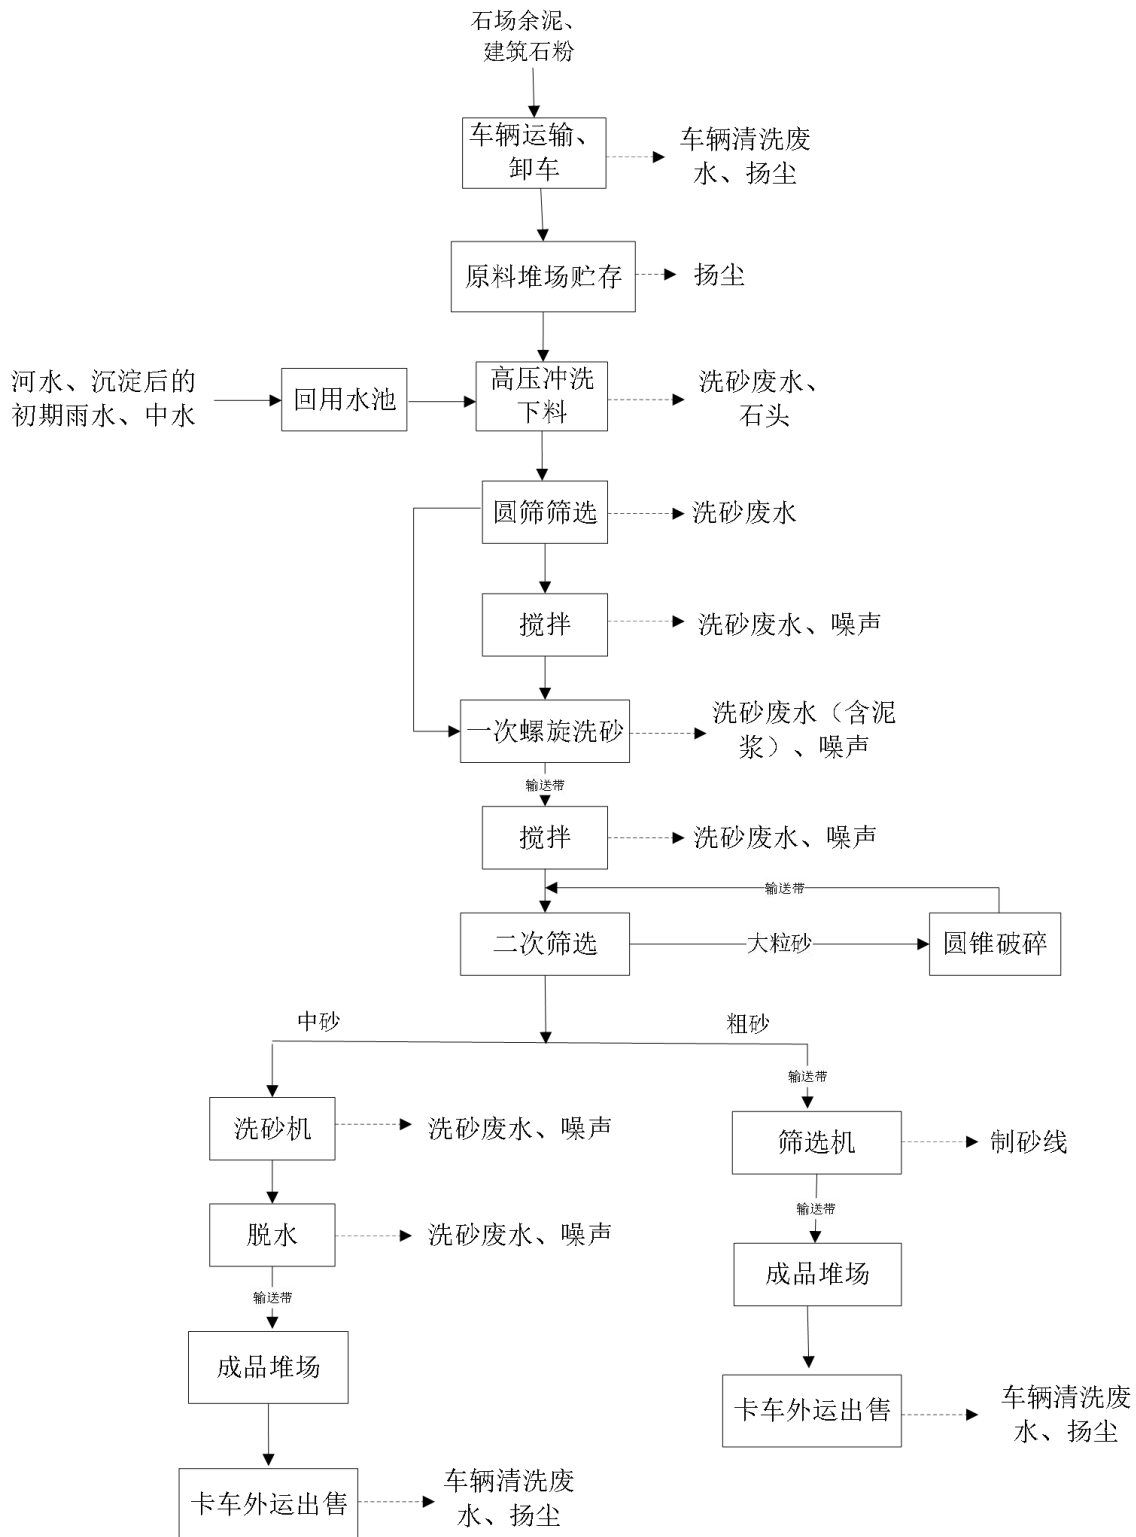 石场余泥、
建筑石粉
车辆运输、
卸车
车辆清洗废
水、扬尘
原料堆场贮存
扬尘
河水、沉淀后的
初期雨水、中水
回用水池
高压冲洗
下料
洗砂废水、
石头
圆筛筛选
洗砂废水
搅拌
洗砂废水、噪声
一次螺旋洗砂
洗砂废水（含泥
浆）、噪声
输送带
搅拌
洗砂废水、噪声
输送带
二次筛选
大粒砂
圆锥破碎
中砂
粗砂
输送带
洗砂机
洗砂废水、噪声
筛选机
制砂线
脱水
洗砂废水、噪声
输送带
成品堆场
输送带
成品堆场
卡车外运出售
车辆清洗废
水、扬尘
卡车外运出售
车辆清洗废
水、扬尘